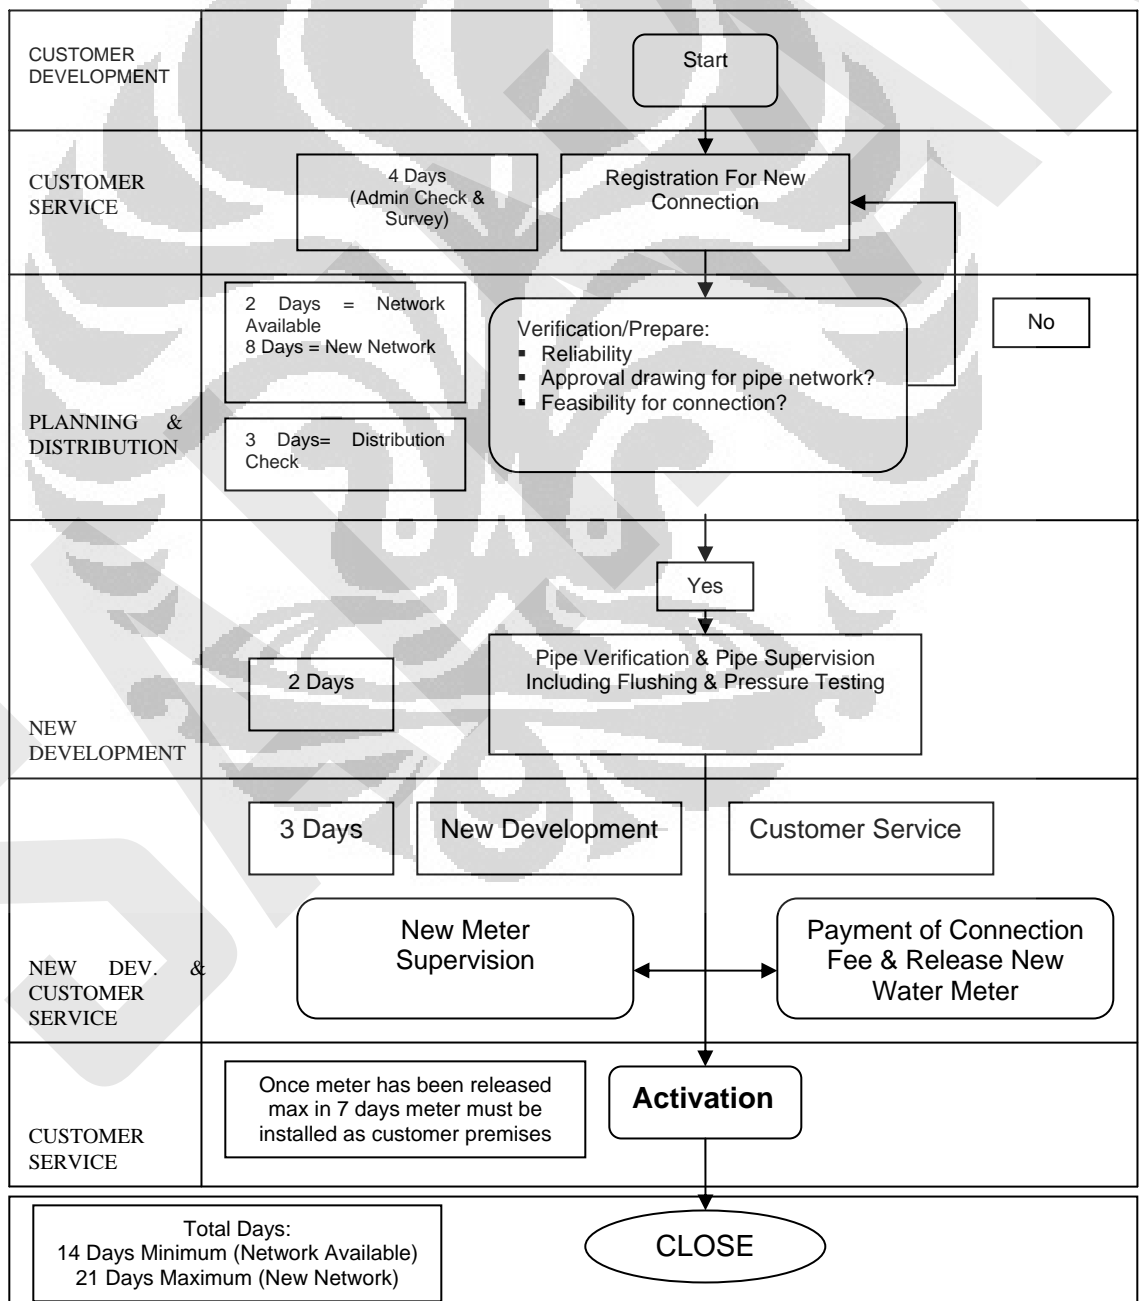 CUSTOMER
DEVELOPMENT
Start
CUSTOMER
SERVICE
4 Days
(Admin Check &
Survey)
Registration For New
Connection
PLANNING &
DISTRIBUTION
2 Days = Network
Available
8 Days = New Network
3 Days= Distribution
Check
Verification/Prepare:
▪ Reliability
▪ Approval drawing for pipe network?
▪ Feasibility for connection?
No
Yes
NEW
DEVELOPMENT
2 Days
Pipe Verification & Pipe Supervision
Including Flushing & Pressure Testing
3 Days
New Development
Customer Service
NEW DEV. &
CUSTOMER
SERVICE
New Meter
Supervision
Payment of Connection
Fee & Release New
Water Meter
CUSTOMER
SERVICE
Once meter has been released
max in 7 days meter must be
installed as customer premises
Activation
Total Days:
14 Days Minimum (Network Available)
21 Days Maximum (New Network)
CLOSE